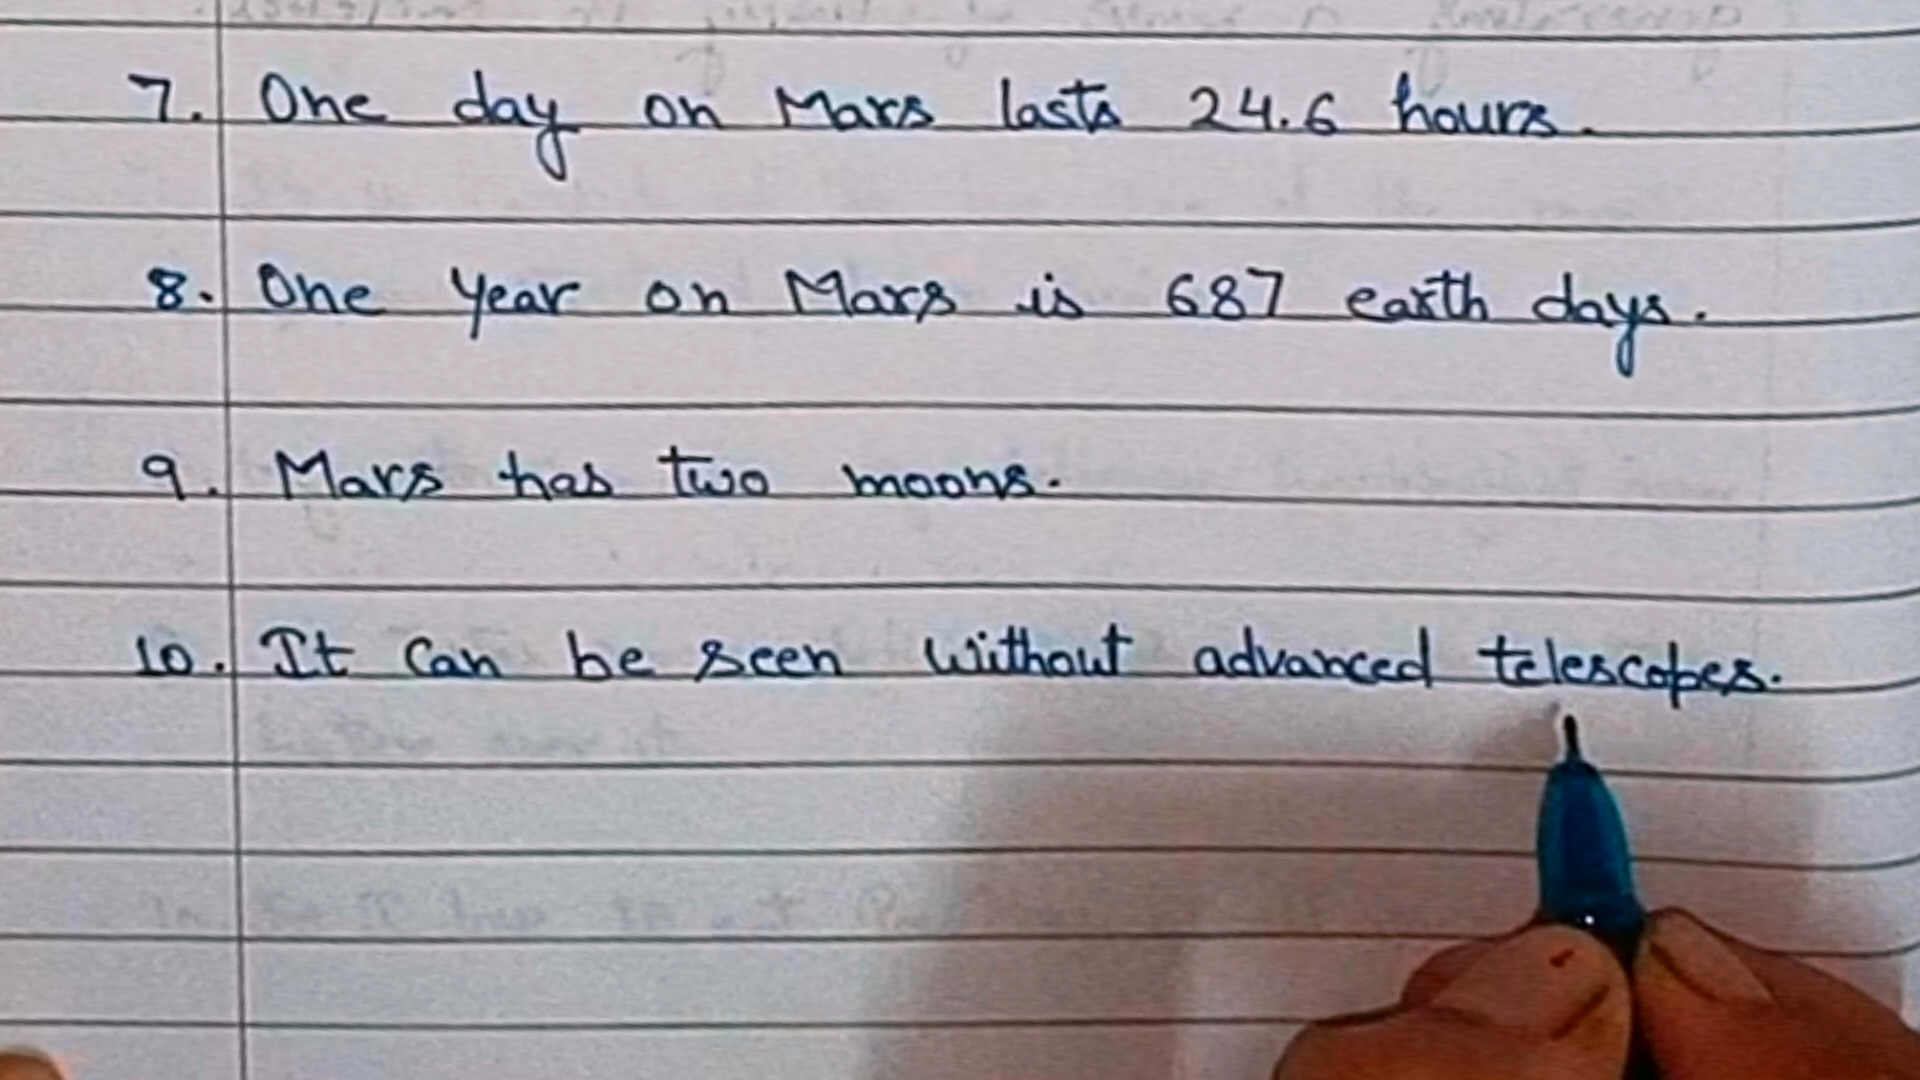 7. One day on Mars lasts 24.6 hours.
8. One year on Mars is 687 earth days.
9. Mars has two moons.
10. It can be seen without advanced telescopes.